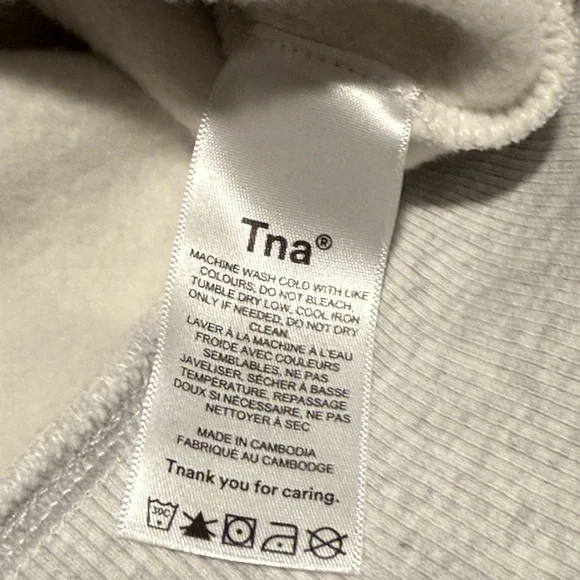 Tna®
MACHINE WASH COLD WITH LIKE
COLOURS, DO NOT BLEACH,
TUMBLE DRY LOW, COOL IRON
ONLY IF NEEDED, DO NOT DRY
CLEAN.
LAVER À LA MACHINE À L'EAU
FROIDE AVEC COULEURS
SEMBLABLES, NE PAS
JAVELISER, SÉCHER À BASSE
TEMPÉRATURE, REPASSAGE
DOUX SI NÉCESSAIRE, NE PAS
NETTOYER À SEC
MADE IN CAMBODIA
FABRIQUÉ AU CAMBODGE
Thank you for caring.
30C